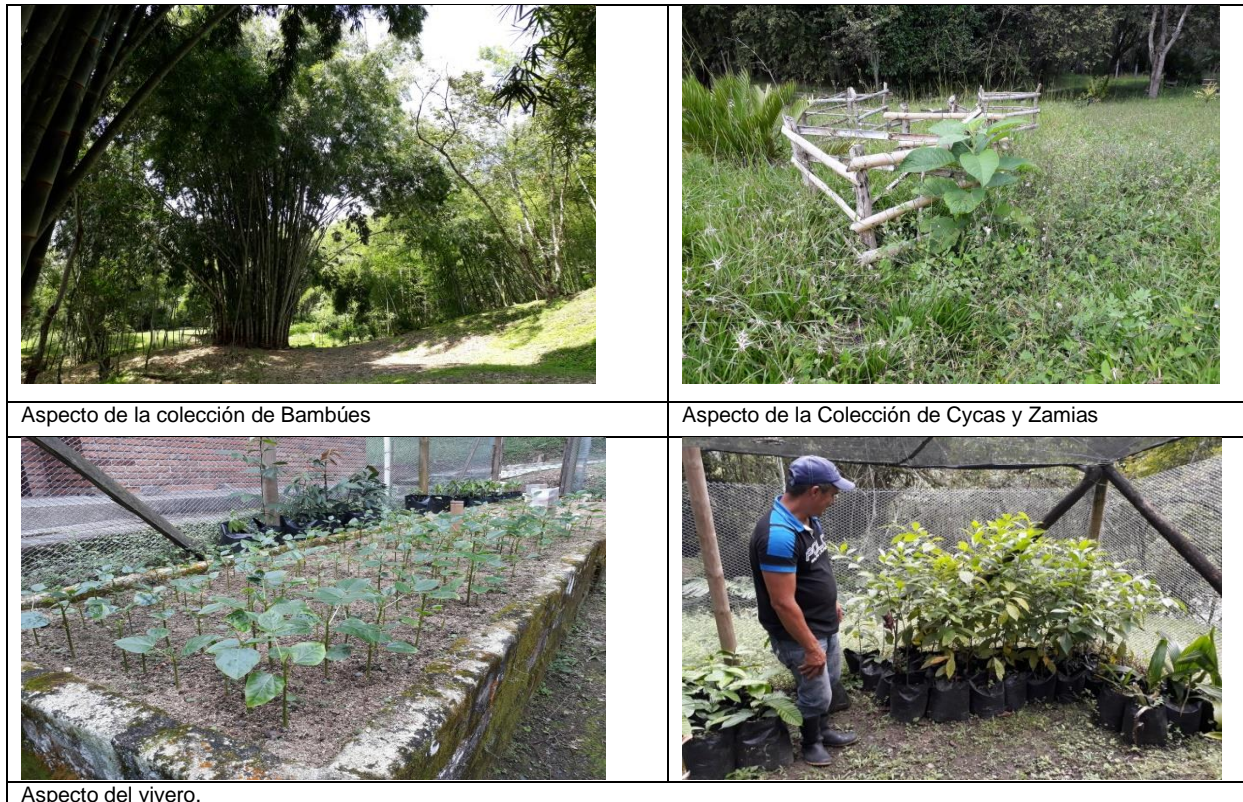 Aspecto de la colección de Bambúes
Aspecto de la Colección de Cycas y Zamias
Aspecto del vivero.